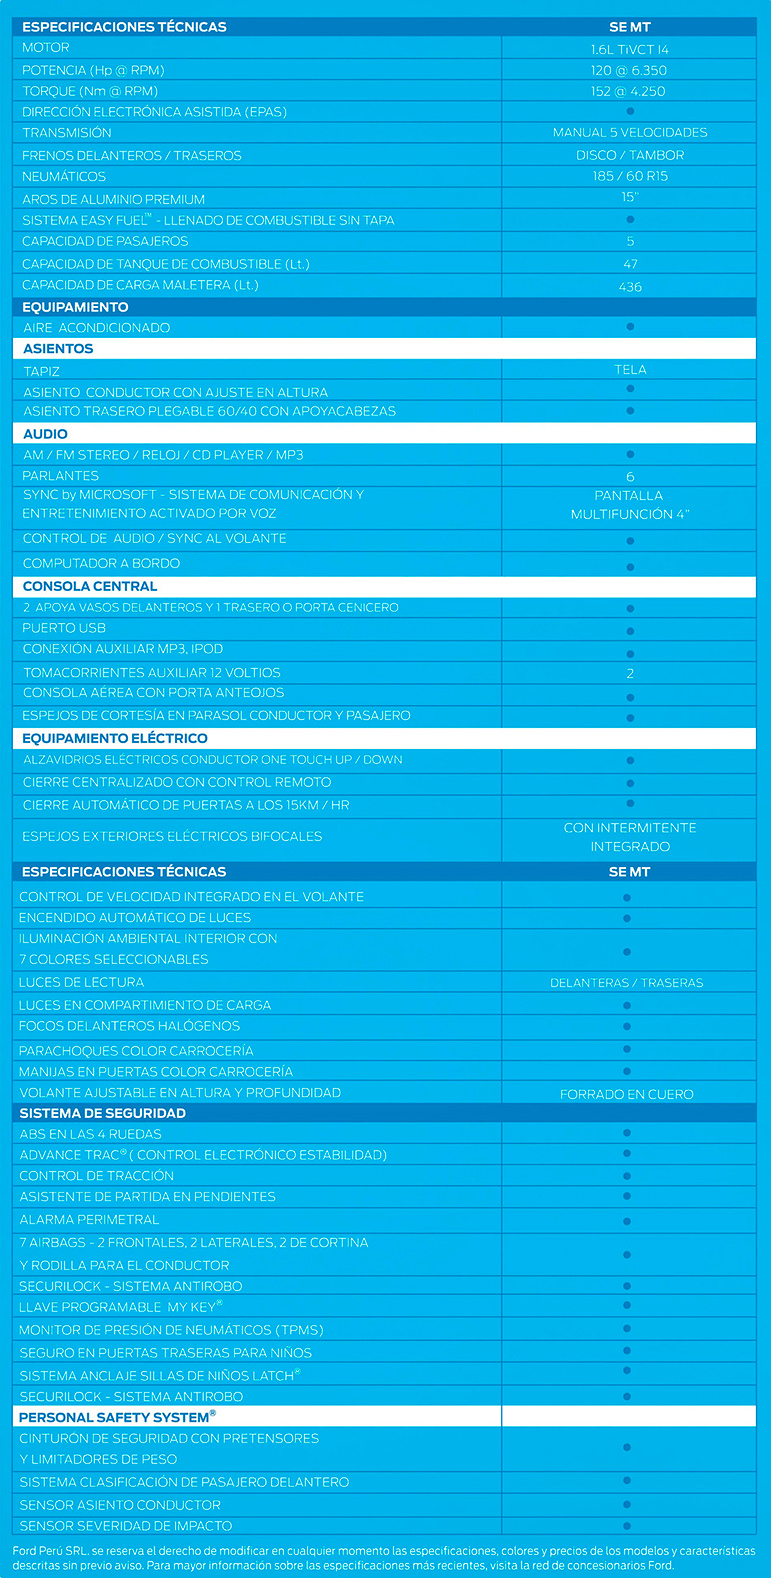 ESPECIFICACIONES TÉCNICAS SE MT
MOTOR 1.6L TiVCT I4
POTENCIA (Hp @ RPM) 120 @ 6.350
TORQUE (Nm @ RPM) 152 @ 4.250
DIRECCIÓN ELECTRÓNICA ASISTIDA (EPAS) ●
TRANSMISIÓN MANUAL 5 VELOCIDADES
FRENOS DELANTEROS / TRASEROS DISCO / TAMBOR
NEUMÁTICOS 185 / 60 R15
AROS DE ALUMINIO PREMIUM 15"
SISTEMA EASY FUEL™ - LLENADO DE COMBUSTIBLE SIN TAPA ●
CAPACIDAD DE PASAJEROS 5
CAPACIDAD DE TANQUE DE COMBUSTIBLE (Lt.) 47
CAPACIDAD DE CARGA MALETERA (Lt.) 436
EQUIPAMIENTO
AIRE ACONDICIONADO ●
ASIENTOS
TAPIZ TELA
ASIENTO CONDUCTOR CON AJUSTE EN ALTURA ●
ASIENTO TRASERO PLEGABLE 60/40 CON APOYACABEZAS ●
AUDIO
AM / FM STEREO / RELOJ / CD PLAYER / MP3 ●
PARLANTES 6
SYNC by MICROSOFT - SISTEMA DE COMUNICACIÓN Y PANTALLA
ENTRETENIMIENTO ACTIVADO POR VOZ MULTIFUNCIÓN 4"
CONTROL DE AUDIO / SYNC AL VOLANTE ●
COMPUTADOR A BORDO ●
CONSOLA CENTRAL
2 APOYA VASOS DELANTEROS Y 1 TRASERO O PORTA CENICERO ●
PUERTO USB ●
CONEXIÓN AUXILIAR MP3, IPOD ●
TOMACORRIENTES AUXILIAR 12 VOLTIOS 2
CONSOLA AÉREA CON PORTA ANTEOJOS ●
ESPEJOS DE CORTESÍA EN PARASOL CONDUCTOR Y PASAJERO ●
EQUIPAMIENTO ELÉCTRICO
ALZAVIDRIOS ELÉCTRICOS CONDUCTOR ONE TOUCH UP / DOWN ●
CIERRE CENTRALIZADO CON CONTROL REMOTO ●
CIERRE AUTOMÁTICO DE PUERTAS A LOS 15KM / HR ●
ESPEJOS EXTERIORES ELÉCTRICOS BIFOCALES CON INTERMITENTE
INTEGRADO
ESPECIFICACIONES TÉCNICAS SE MT
CONTROL DE VELOCIDAD INTEGRADO EN EL VOLANTE ●
ENCENDIDO AUTOMÁTICO DE LUCES ●
ILUMINACIÓN AMBIENTAL INTERIOR CON
7 COLORES SELECCIONABLES ●
LUCES DE LECTURA DELANTERAS / TRASERAS
LUCES EN COMPARTIMIENTO DE CARGA ●
FOCOS DELANTEROS HALÓGENOS ●
PARACHOQUES COLOR CARROCERÍA ●
MANIJAS EN PUERTAS COLOR CARROCERÍA ●
VOLANTE AJUSTABLE EN ALTURA Y PROFUNDIDAD FORRADO EN CUERO
SISTEMA DE SEGURIDAD
ABS EN LAS 4 RUEDAS ●
ADVANCE TRAC® ( CONTROL ELECTRÓNICO ESTABILIDAD) ●
CONTROL DE TRACCIÓN ●
ASISTENTE DE PARTIDA EN PENDIENTES ●
ALARMA PERIMETRAL ●
7 AIRBAGS - 2 FRONTALES, 2 LATERALES, 2 DE CORTINA
Y RODILLA PARA EL CONDUCTOR ●
SECURILOCK - SISTEMA ANTIROBO ●
LLAVE PROGRAMABLE MY KEY® ●
MONITOR DE PRESIÓN DE NEUMÁTICOS (TPMS) ●
SEGURO EN PUERTAS TRASERAS PARA NIÑOS ●
SISTEMA ANCLAJE SILLAS DE NIÑOS LATCH® ●
SECURILOCK - SISTEMA ANTIROBO ●
PERSONAL SAFETY SYSTEM®
CINTURÓN DE SEGURIDAD CON PRETENSORES
Y LIMITADORES DE PESO ●
SISTEMA CLASIFICACIÓN DE PASAJERO DELANTERO ●
SENSOR ASIENTO CONDUCTOR ●
SENSOR SEVERIDAD DE IMPACTO ●
Ford Perú SRL. se reserva el derecho de modificar en cualquier momento las especificaciones, colores y precios de los modelos y características
descritas sin previo aviso. Para mayor información sobre las especificaciones más recientes, visita la red de concesionarios Ford.